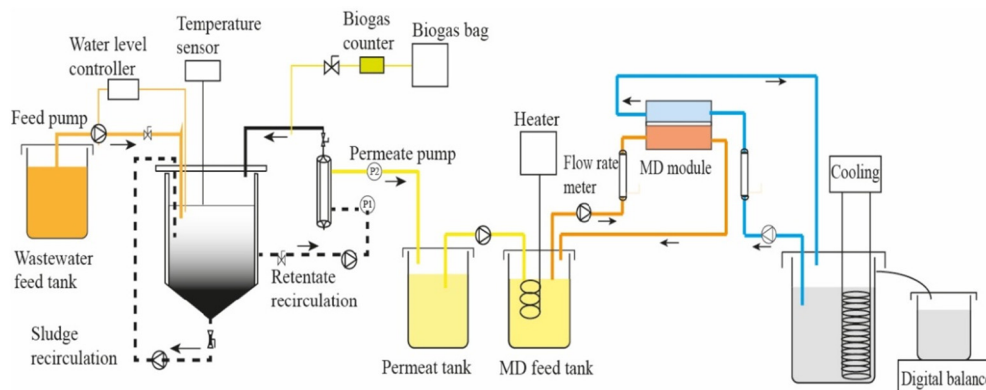 Temperature
sensor
Water level
controller
Feed pump
Biogas
counter
Biogas bag
Permeate pump
P2
P1
Heater
Flow rate
meter
MD module
Cooling
Wastewater
feed tank
Retentate
recirculation
Sludge
recirculation
Permeat tank
MD feed tank
Digital balance